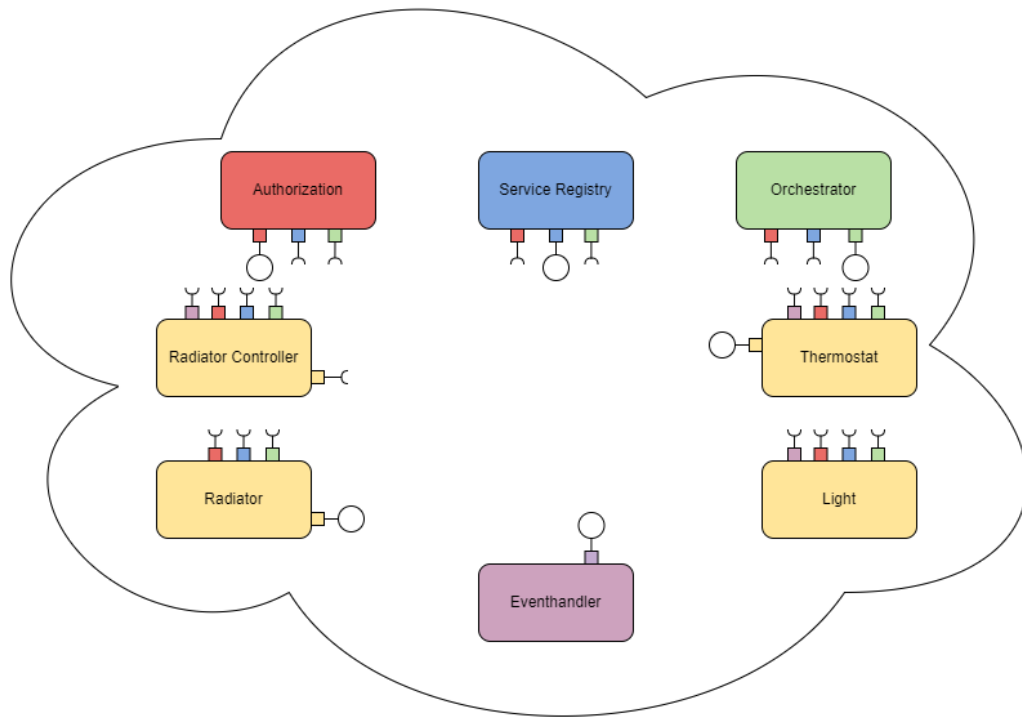 Authorization
Service Registry
Orchestrator
Radiator Controller
Thermostat
Radiator
Light
Eventhandler